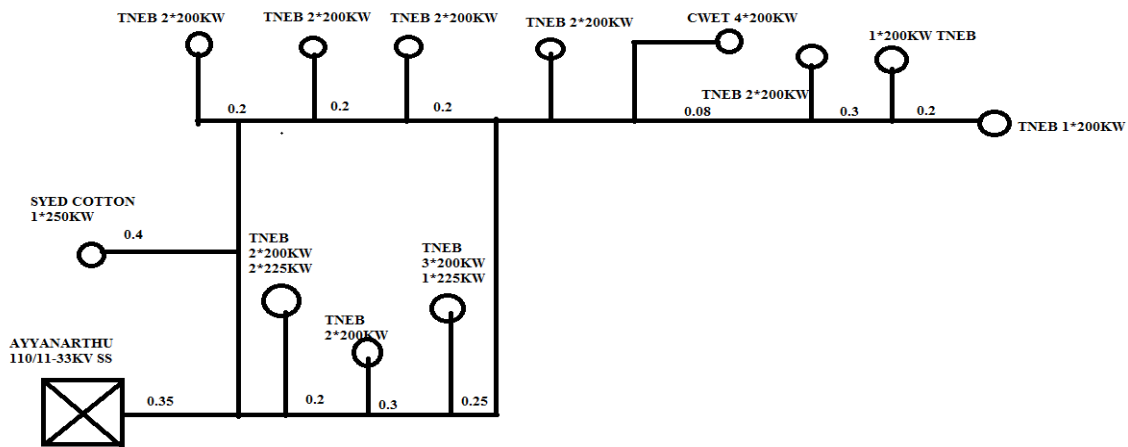 TNEB 2*200KW
TNEB 2*200KW
TNEB 2*200KW
TNEB 2*200KW
CWET 4*200KW
1*200KW TNEB
TNEB 2*200KW
0.2
0.2
0.2
0.08
0.3
0.2
TNEB 1*200KW
SYED COTTON
1*250KW
0.4
TNEB
2*200KW
2*225KW
TNEB
3*200KW
1*225KW
TNEB
2*200KW
AYYANARTHU
110/11-33KV SS
0.35
0.2
0.3
0.25